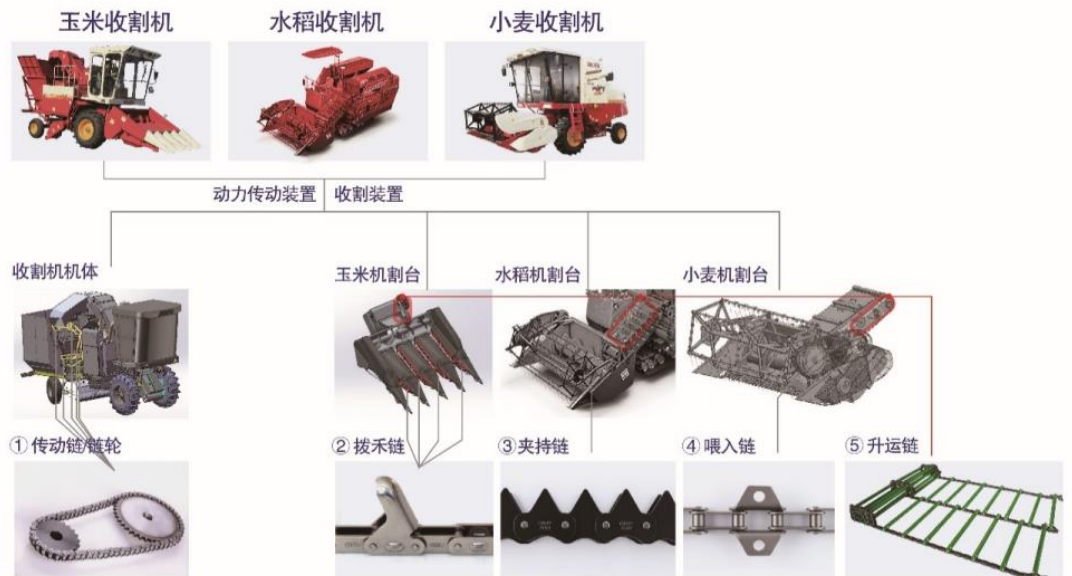 玉米收割机
水稻收割机
小麦收割机
动力传动装置
收割装置
收割机机体
玉米机割台
水稻机割台
小麦机割台
① 传动链/链轮
② 拨禾链
③ 夹持链
④ 喂入链
⑤ 升运链